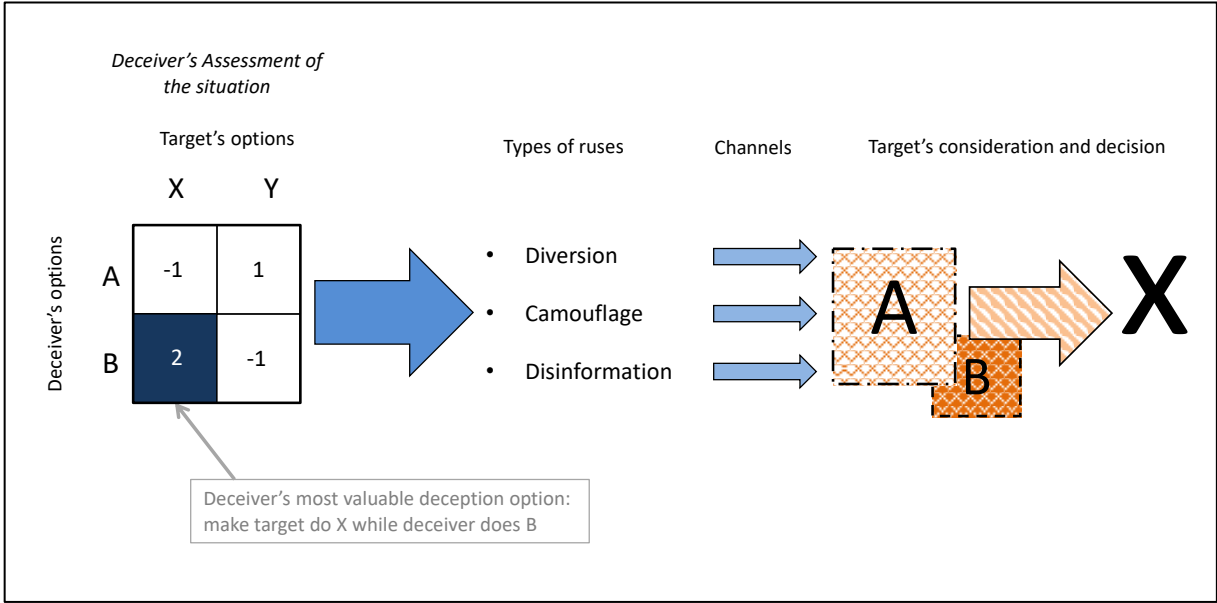 Deceiver's Assessment of
the situation
Target's options
Types of ruses
Channels
Target's consideration and decision
X Y
Deceiver's options
A
-1 1
B
2 -1
• Diversion
• Camouflage
• Disinformation
A
B
X
Deceiver's most valuable deception option:
make target do X while deceiver does B